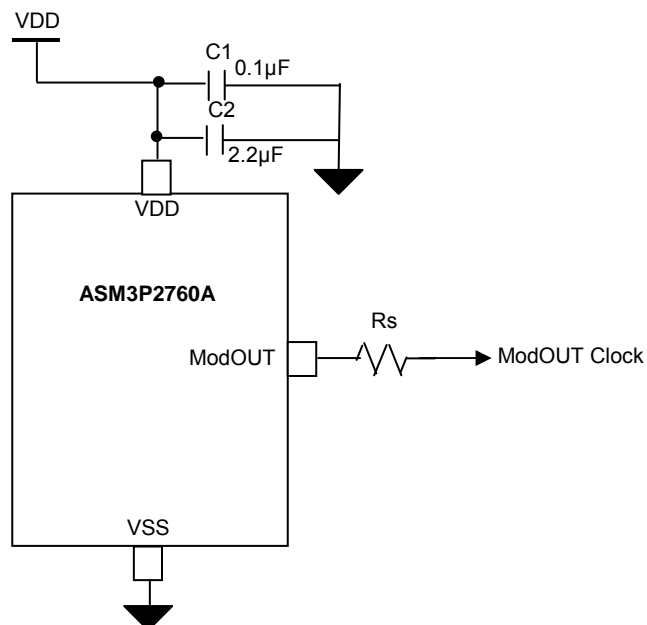 VDD
C1
0.1µF
C2
2.2µF
VDD
ASM3P2760A
Rs
ModOUT
ModOUT Clock
VSS